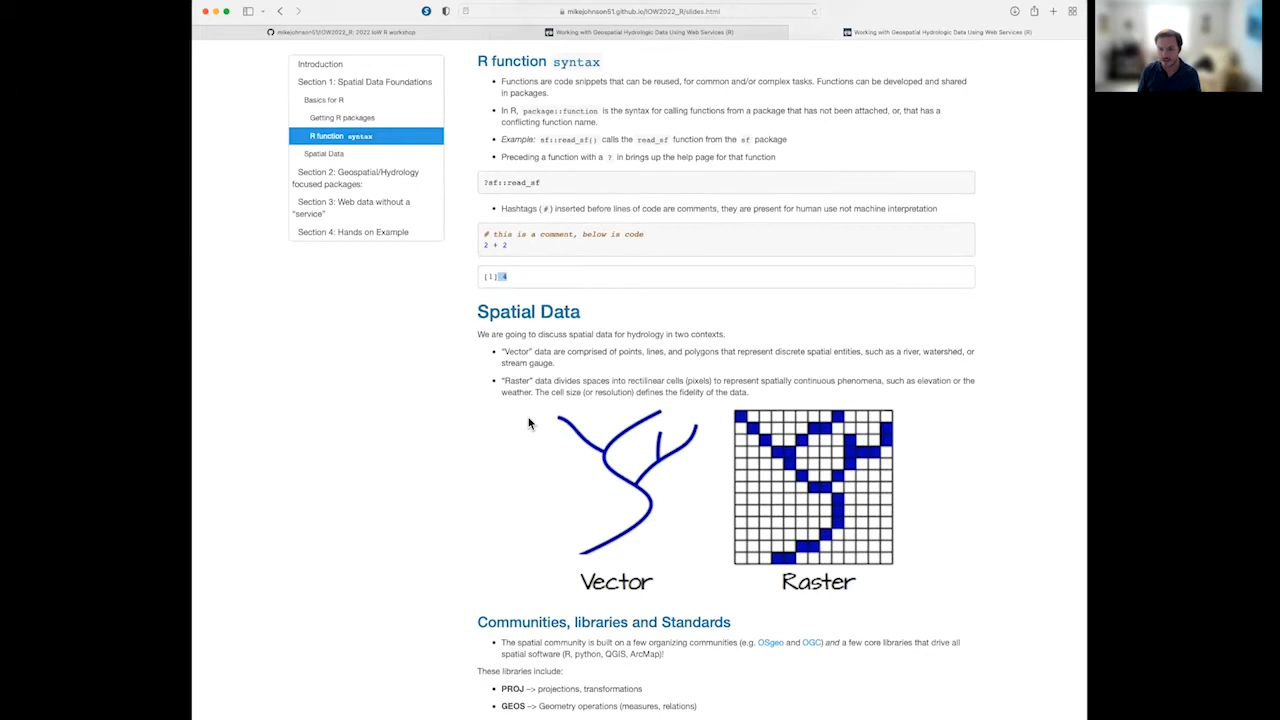 mikejohnson51.github.io/IOW2022_R/slides.html
mikejohnson51/IOW2022_R: 2022 IoW R workshop
Working with Geospatial Hydrologic Data Using Web Services (R)
Working with Geospatial Hydrologic Data Using Web Services (R)
Introduction
Section 1: Spatial Data Foundations
Basics for R
Getting R packages
R function syntax
Spatial Data
Section 2: Geospatial/Hydrology
focused packages:
Section 3: Web data without a
“service”
Section 4: Hands on Example
R function syntax
• Functions are code snippets that can be reused, for common and/or complex tasks. Functions can be developed and shared
in packages.
• In R, package::function is the syntax for calling functions from a package that has not been attached, or, that has a
conflicting function name.
• Example: sf::read_sf() calls the read_sf function from the sf package
• Preceding a function with a ? in brings up the help page for that function
?sf::read_sf
• Hashtags (#) inserted before lines of code are comments, they are present for human use not machine interpretation
# this is a comment, below is code
2 + 2
[1] 4
Spatial Data
We are going to discuss spatial data for hydrology in two contexts.
• “Vector” data are comprised of points, lines, and polygons that represent discrete spatial entities, such as a river, watershed, or
stream gauge.
• “Raster” data divides spaces into rectilinear cells (pixels) to represent spatially continuous phenomena, such as elevation or the
weather. The cell size (or resolution) defines the fidelity of the data.
Vector
Raster
Communities, libraries and Standards
• The spatial community is built on a few organizing communities (e.g. OSgeo and OGC) and a few core libraries that drive all
spatial software (R, python, QGIS, ArcMap)!
These libraries include:
• PROJ –> projections, transformations
• GEOS –> Geometry operations (measures, relations)